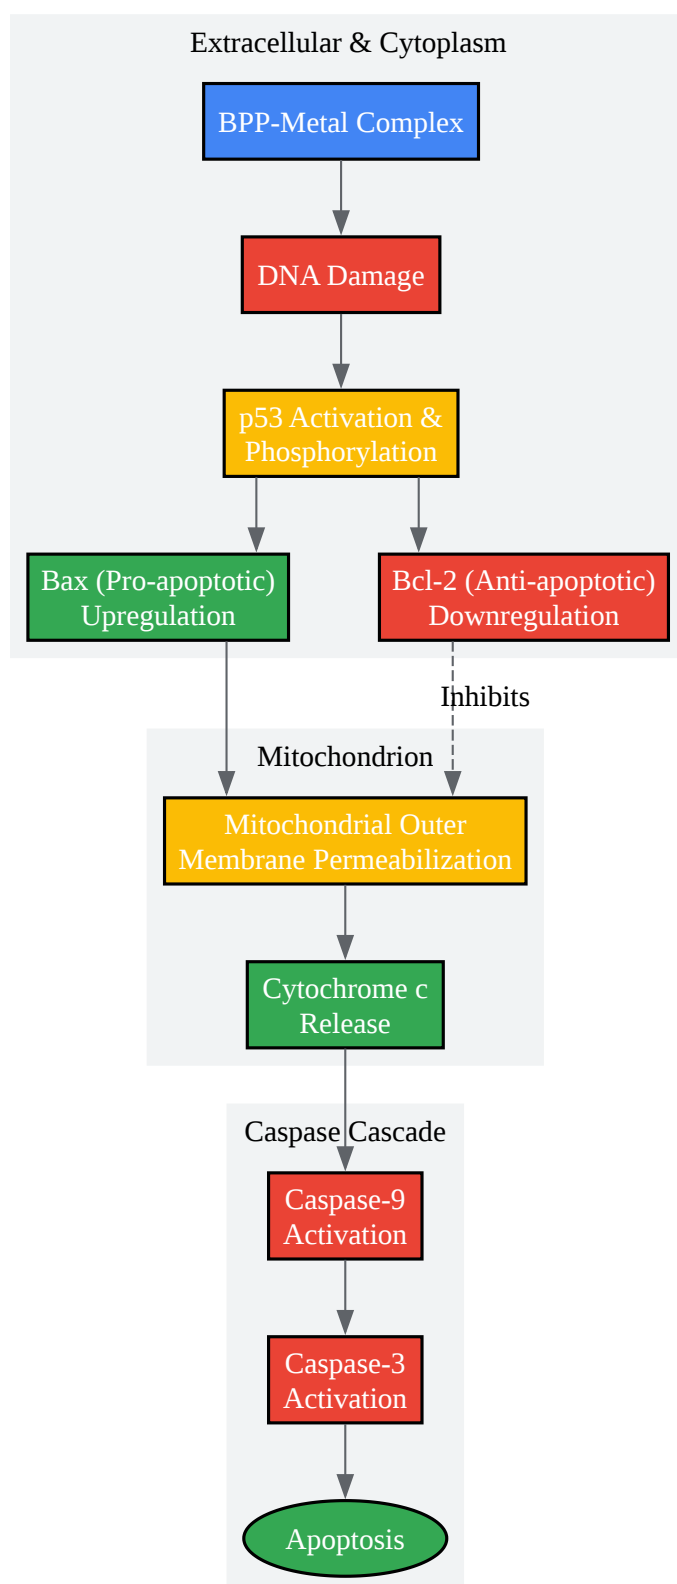 Extracellular & Cytoplasm
BPP-Metal Complex
DNA Damage
p53 Activation &
Phosphorylation
Bax (Pro-apoptotic)
Upregulation
Bcl-2 (Anti-apoptotic)
Downregulation
Inhibits
Mitochondrion
Mitochondrial Outer
Membrane Permeabilization
Cytochrome c
Release
Caspase Cascade
Caspase-9
Activation
Caspase-3
Activation
Apoptosis